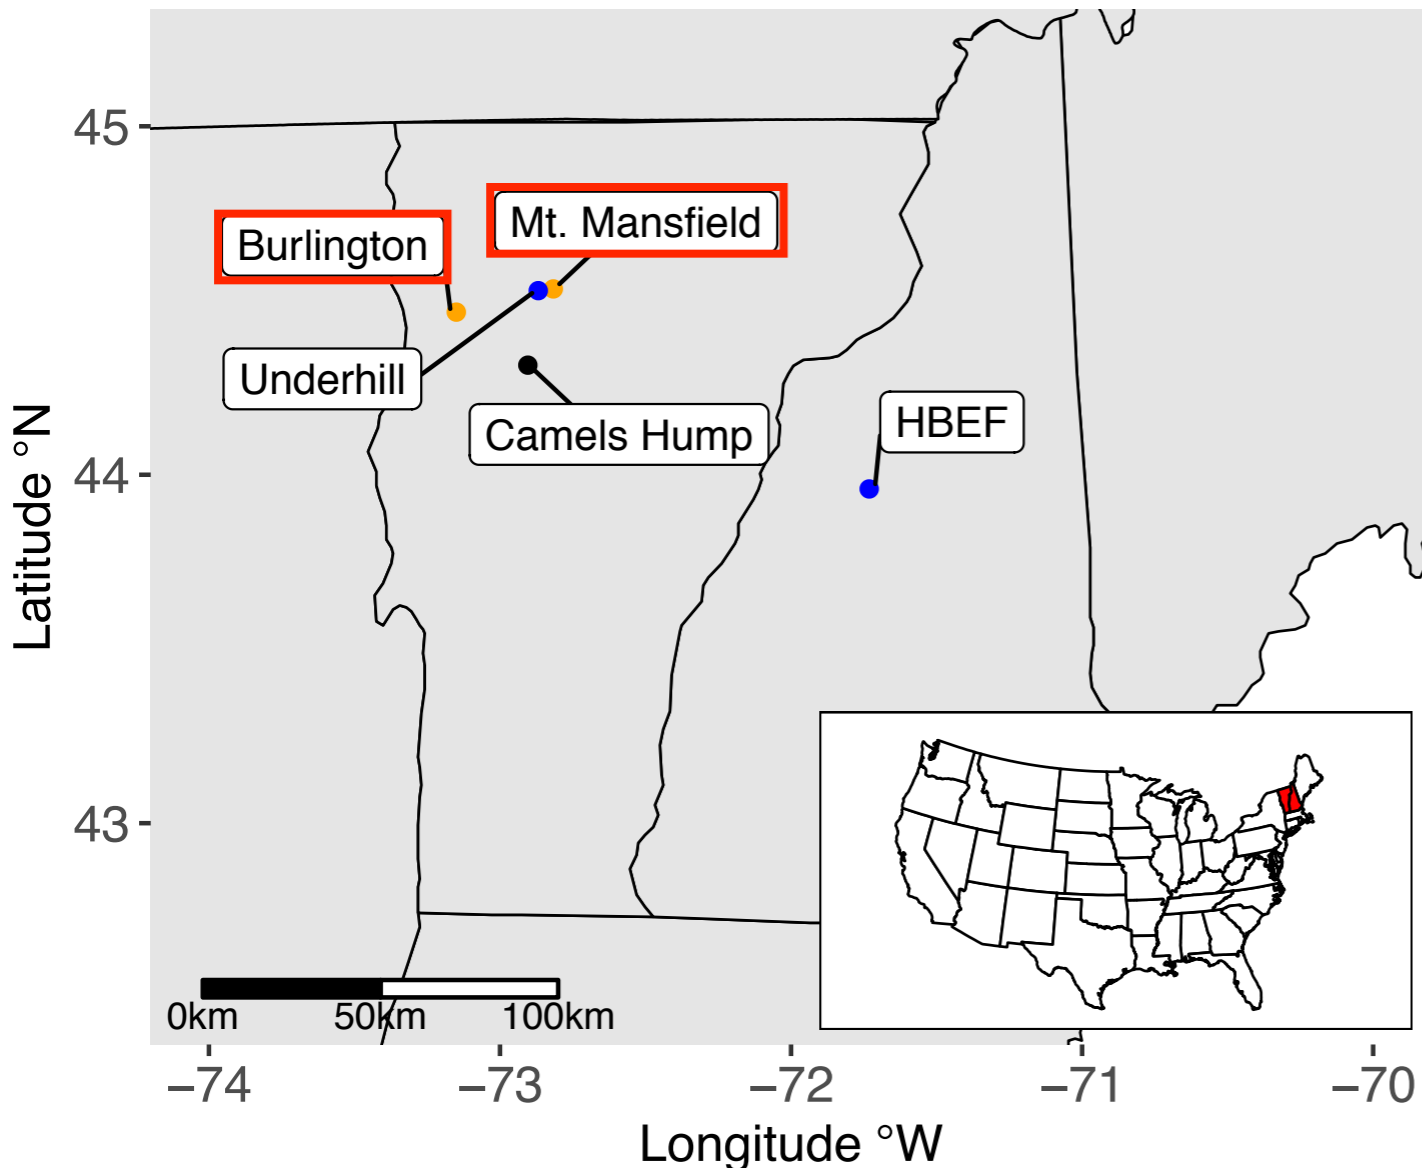 45
Mt. Mansfield
Burlington
Underhill
Camels Hump
HBEF
44
43
Latitude °N
0km 50km 100km
−74 −73 −72 −71 −70
Longitude °W